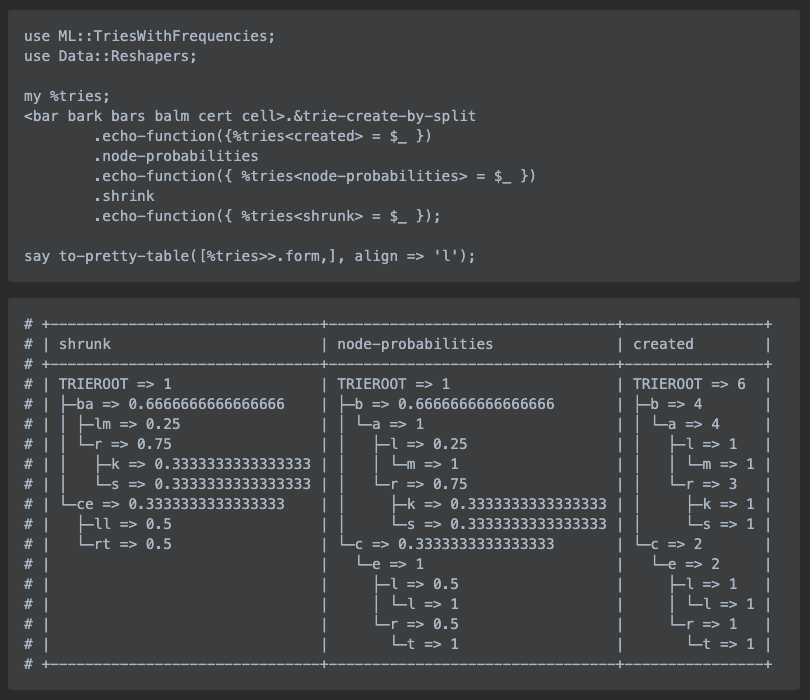 use ML::TriesWithFrequencies;
use Data::Reshapers;

my %tries;
<bar bark bars balm cert cell>.&trie-create-by-split
        .echo-function({%tries<created> = $_ })
        .node-probabilities
        .echo-function({ %tries<node-probabilities> = $_ })
        .shrink
        .echo-function({ %tries<shrunk> = $_ });

say to-pretty-table([%tries>>.form,], align => 'l');

# +-------------------------------+---------------------------------+----------------+
# | shrunk                        | node-probabilities              | created        |
# +-------------------------------+---------------------------------+----------------+
# | TRIEROOT => 1                 | TRIEROOT => 1                   | TRIEROOT => 6  |
# | ├─ba => 0.6666666666666666    | ├─b => 0.6666666666666666       | ├─b => 4       |
# | │ ├─lm => 0.25                | │ └─a => 1                      | │ └─a => 4     |
# | │ └─r => 0.75                 | │   ├─l => 0.25                 | │   ├─l => 1   |
# | │   ├─k => 0.3333333333333333 | │   │ └─m => 1                  | │   │ └─m => 1 |
# | │   └─s => 0.3333333333333333 | │   └─r => 0.75                 | │   └─r => 3   |
# | └─ce => 0.3333333333333333    | │     ├─k => 0.3333333333333333 | │     ├─k => 1 |
# |   ├─ll => 0.5                 | │     └─s => 0.3333333333333333 | │     └─s => 1 |
# |   └─rt => 0.5                 | └─c => 0.3333333333333333       | └─c => 2       |
# |                               |   └─e => 1                      |   └─e => 2     |
# |                               |     ├─l => 0.5                  |     ├─l => 1   |
# |                               |     │ └─l => 1                  |     │ └─l => 1 |
# |                               |     └─r => 0.5                  |     └─r => 1   |
# |                               |       └─t => 1                  |       └─t => 1 |
# +-------------------------------+---------------------------------+----------------+